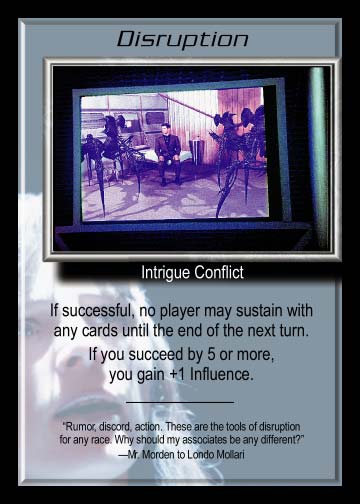 Disruption
Intrigue Conflict
If successful, no player may sustain with
any cards until the end of the next turn.
If you succeed by 5 or more,
you gain +1 Influence.
“Rumor, discord, action. These are the tools of disruption
for any race. Why should my associates be any different?”
—Mr. Morden to Londo Mollari